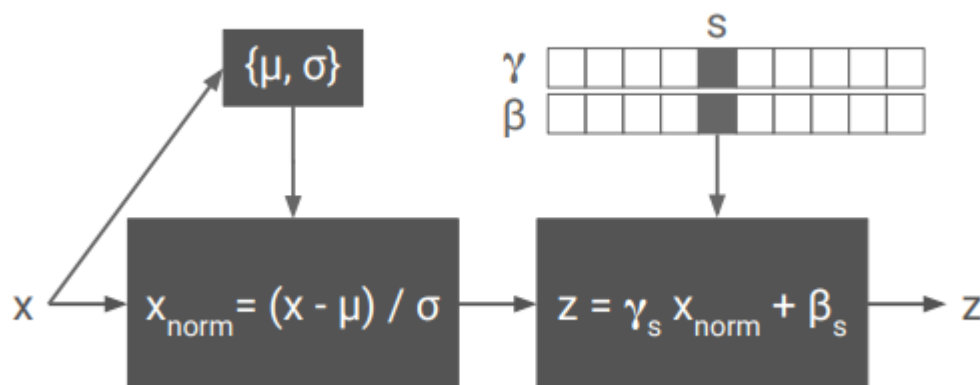 {μ, σ}
s
γ
β
x
x_norm = (x - μ) / σ
z = γ_s x_norm + β_s
z